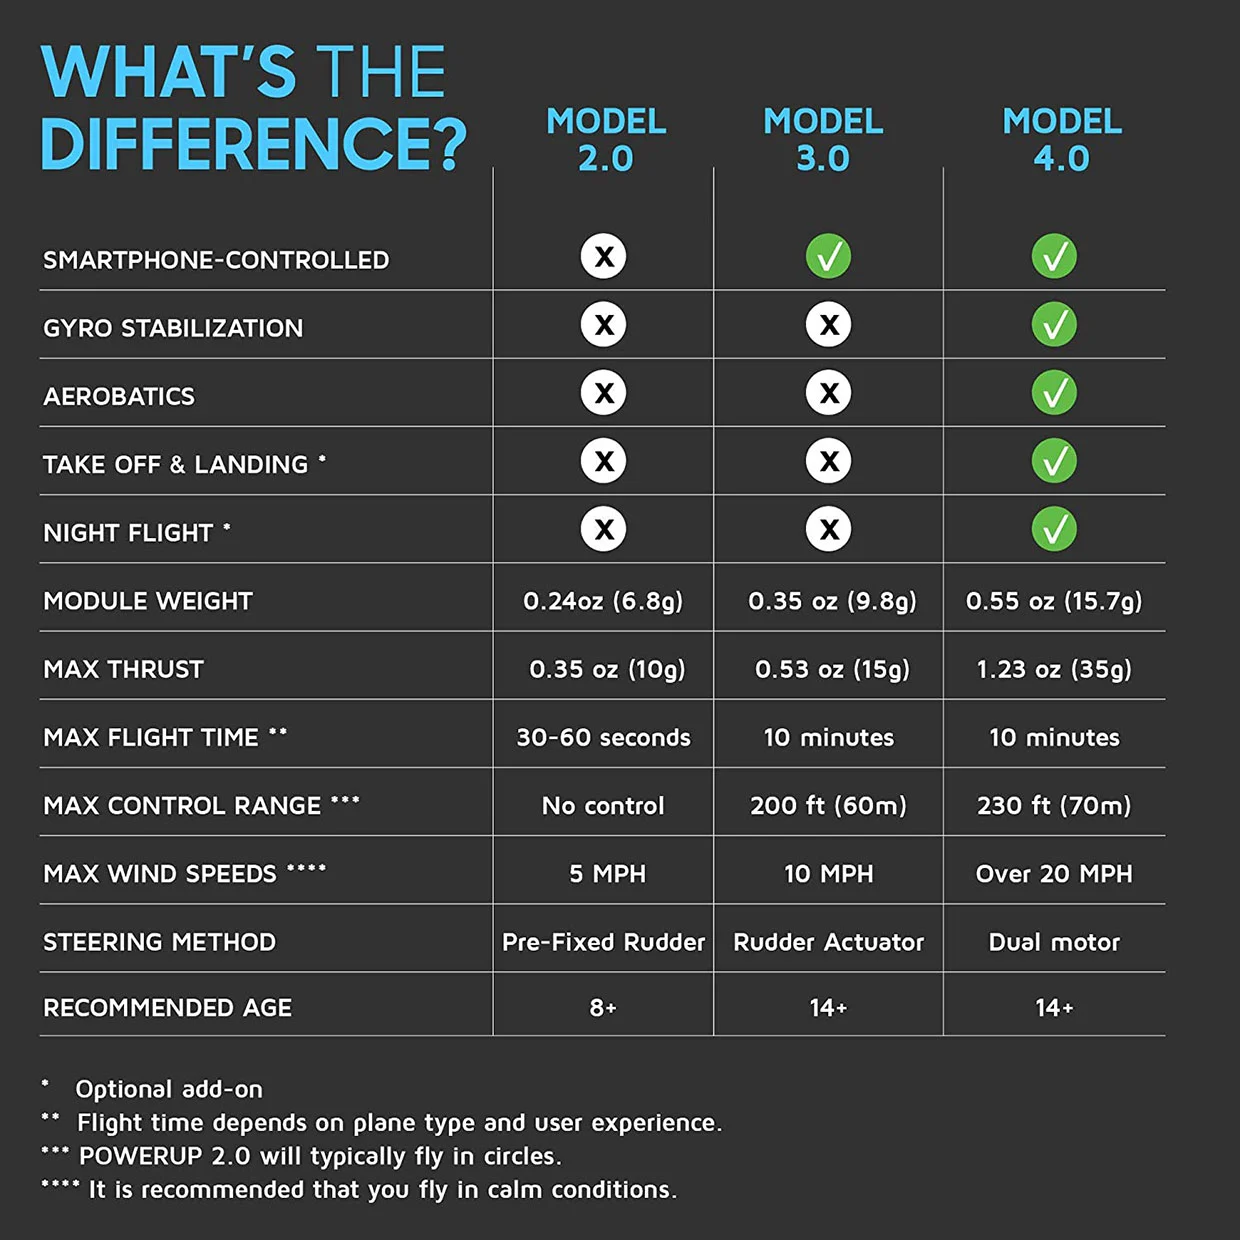 WHAT'S THE
DIFFERENCE?
MODEL 2.0 MODEL 3.0 MODEL 4.0
SMARTPHONE-CONTROLLED X ✓ ✓
GYRO STABILIZATION X X ✓
AEROBATICS X X ✓
TAKE OFF & LANDING * X X ✓
NIGHT FLIGHT * X X ✓
MODULE WEIGHT 0.24oz (6.8g) 0.35 oz (9.8g) 0.55 oz (15.7g)
MAX THRUST 0.35 oz (10g) 0.53 oz (15g) 1.23 oz (35g)
MAX FLIGHT TIME ** 30-60 seconds 10 minutes 10 minutes
MAX CONTROL RANGE *** No control 200 ft (60m) 230 ft (70m)
MAX WIND SPEEDS **** 5 MPH 10 MPH Over 20 MPH
STEERING METHOD Pre-Fixed Rudder Rudder Actuator Dual motor
RECOMMENDED AGE 8+ 14+ 14+
* Optional add-on
** Flight time depends on plane type and user experience.
*** POWERUP 2.0 will typically fly in circles.
**** It is recommended that you fly in calm conditions.